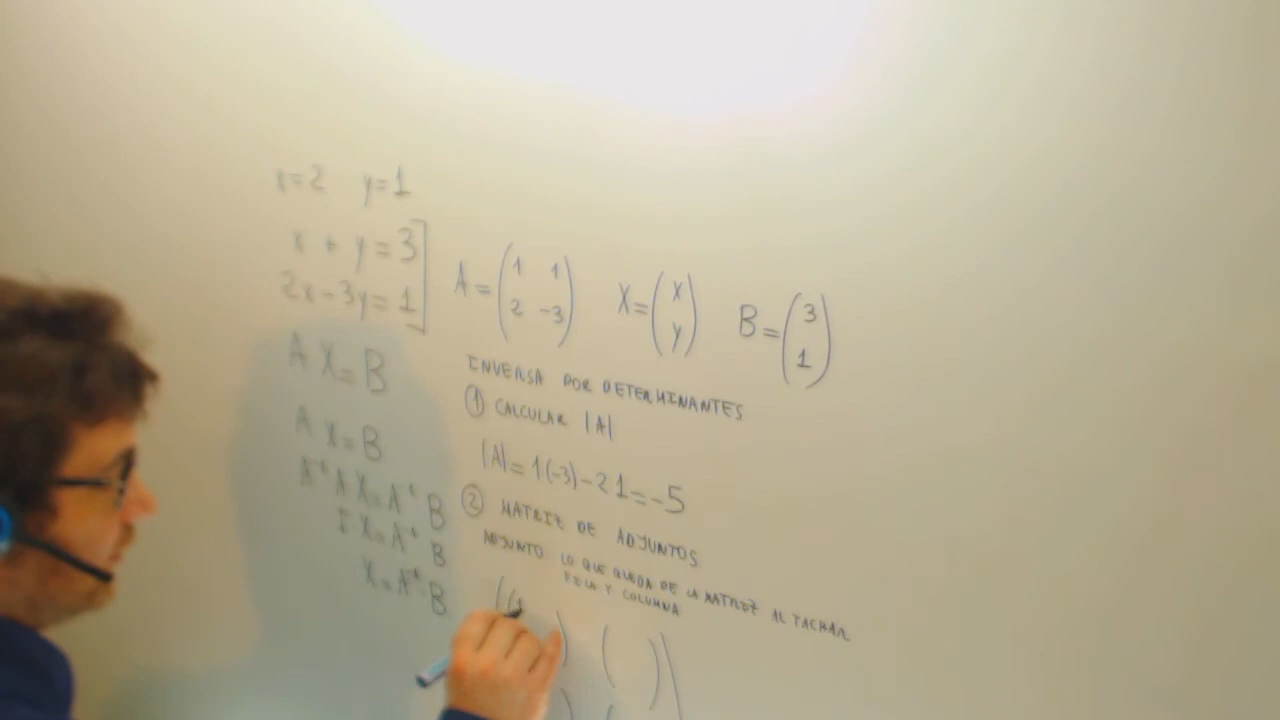 x=2 y=1
x + y = 3
2x - 3y = 1
A = (1 1
2 -3) X = (x
y) B = (3
1)
A X = B
A X = B
A⁻¹ A X = A⁻¹ B
I X = A⁻¹ B
X = A⁻¹ B
INVERSA POR DETERMINANTES
① CALCULAR |A|
|A| = 1(-3) - 2 1 = -5
② MATRIZ DE ADJUNTOS
ADJUNTO LO QUE QUEDA DE LA MATRIZ AL TACHAR
FILA Y COLUMNA